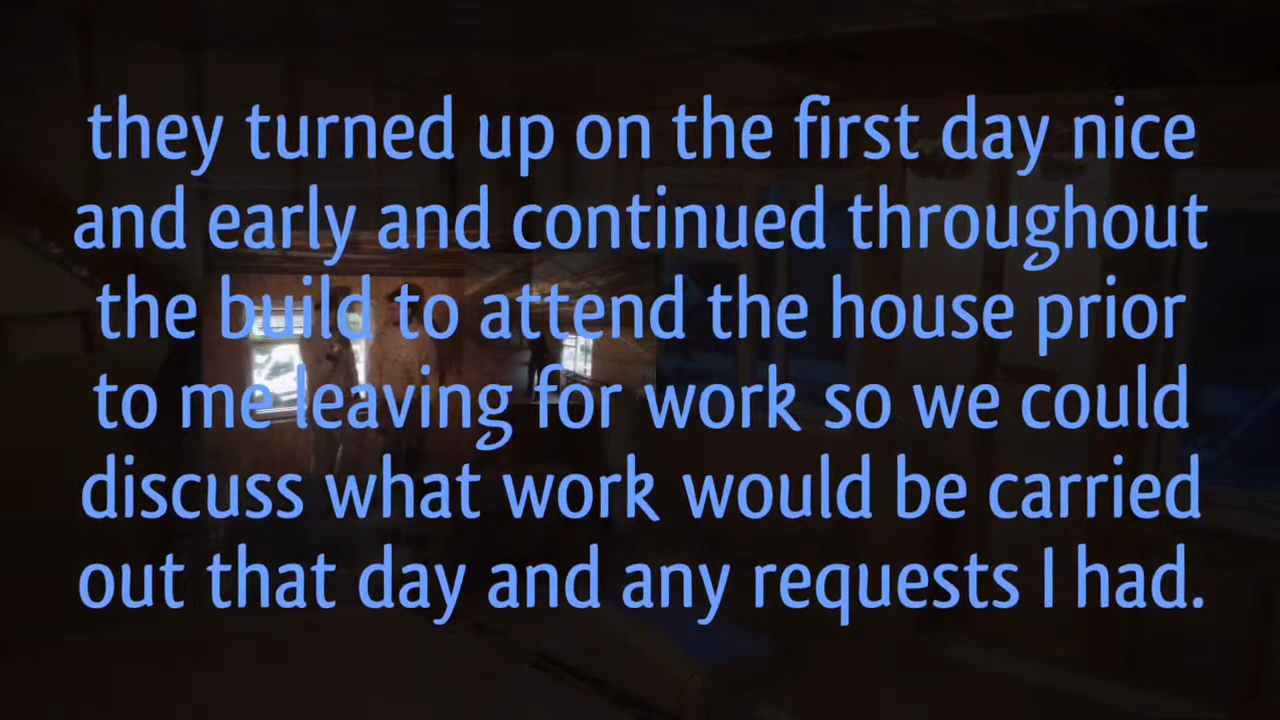 they turned up on the first day nice
and early and continued throughout
the build to attend the house prior
to me leaving for work so we could
discuss what work would be carried
out that day and any requests I had.